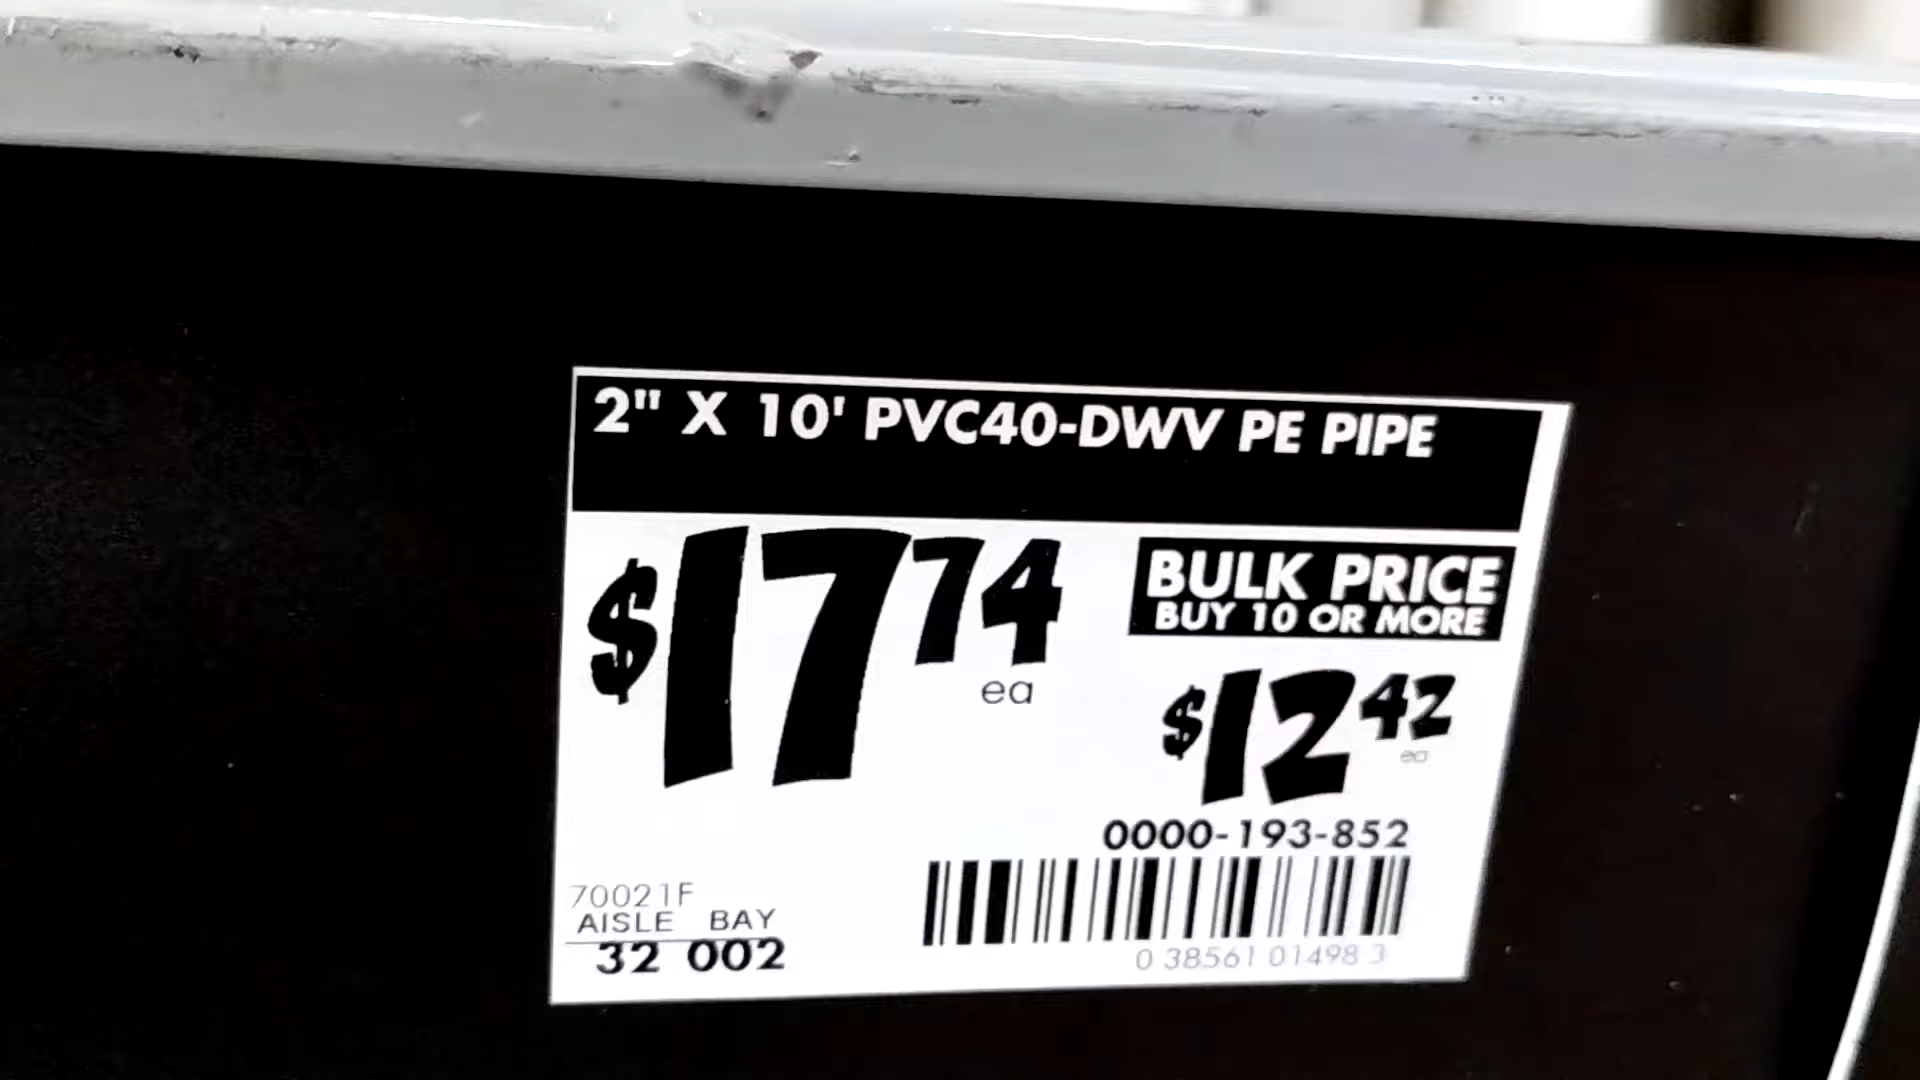 2" X 10' PVC40-DWV PE PIPE
$17 74
ea
BULK PRICE
BUY 10 OR MORE
$12 42
ea
0000-193-852
70021F
AISLE BAY
32 002
0 38561 01498 3